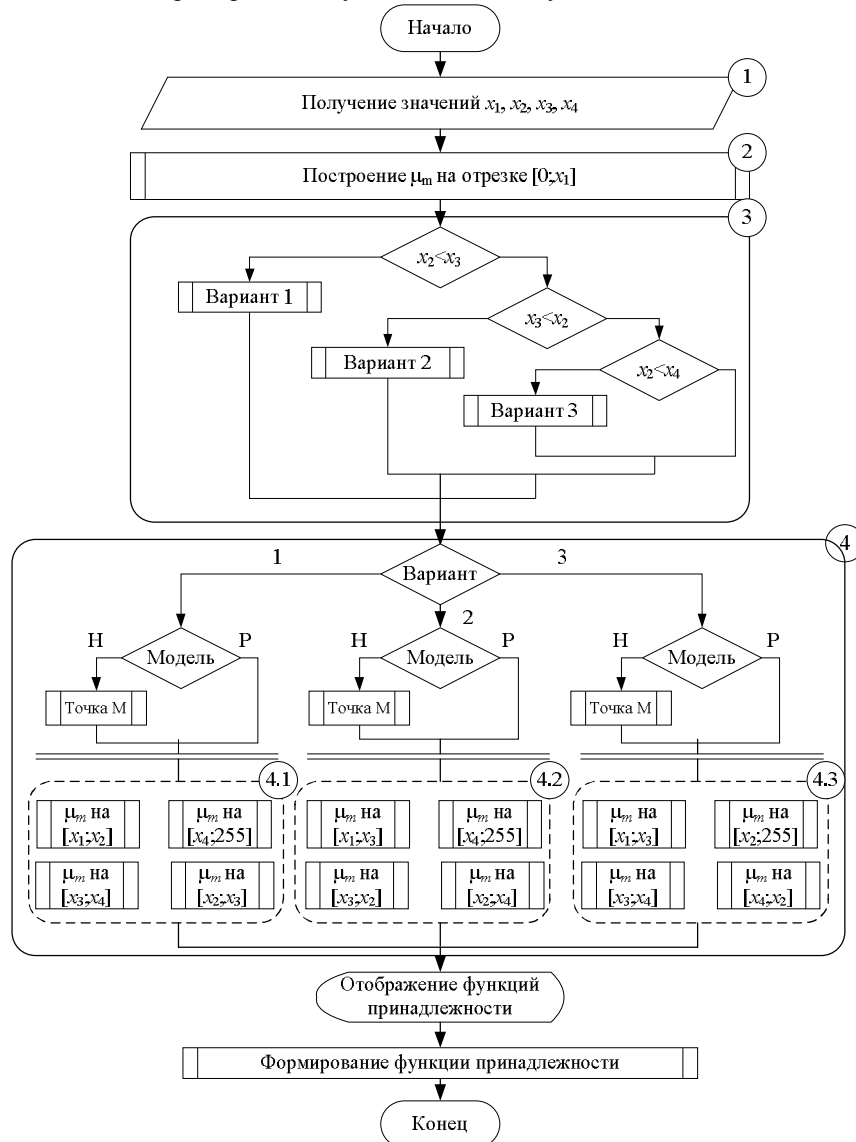 Начало
1
Получение значений x₁, x₂, x₃, x₄
2
Построение μₘ на отрезке [0;x₁]
3
x₂<x₃
Вариант 1
x₃<x₂
Вариант 2
x₂<x₄
Вариант 3
4
1
Вариант
3
2
Н
Модель
Р
Н
Модель
Р
Н
Модель
Р
Точка М
Точка М
Точка М
4.1
4.2
4.3
μₘ на
[x₁;x₂]
μₘ на
[x₄;255]
μₘ на
[x₃;x₄]
μₘ на
[x₂;x₃]
μₘ на
[x₁;x₃]
μₘ на
[x₄;255]
μₘ на
[x₃;x₂]
μₘ на
[x₂;x₄]
μₘ на
[x₁;x₃]
μₘ на
[x₂;255]
μₘ на
[x₃;x₄]
μₘ на
[x₄;x₂]
Отображение функций
принадлежности
Формирование функции принадлежности
Конец